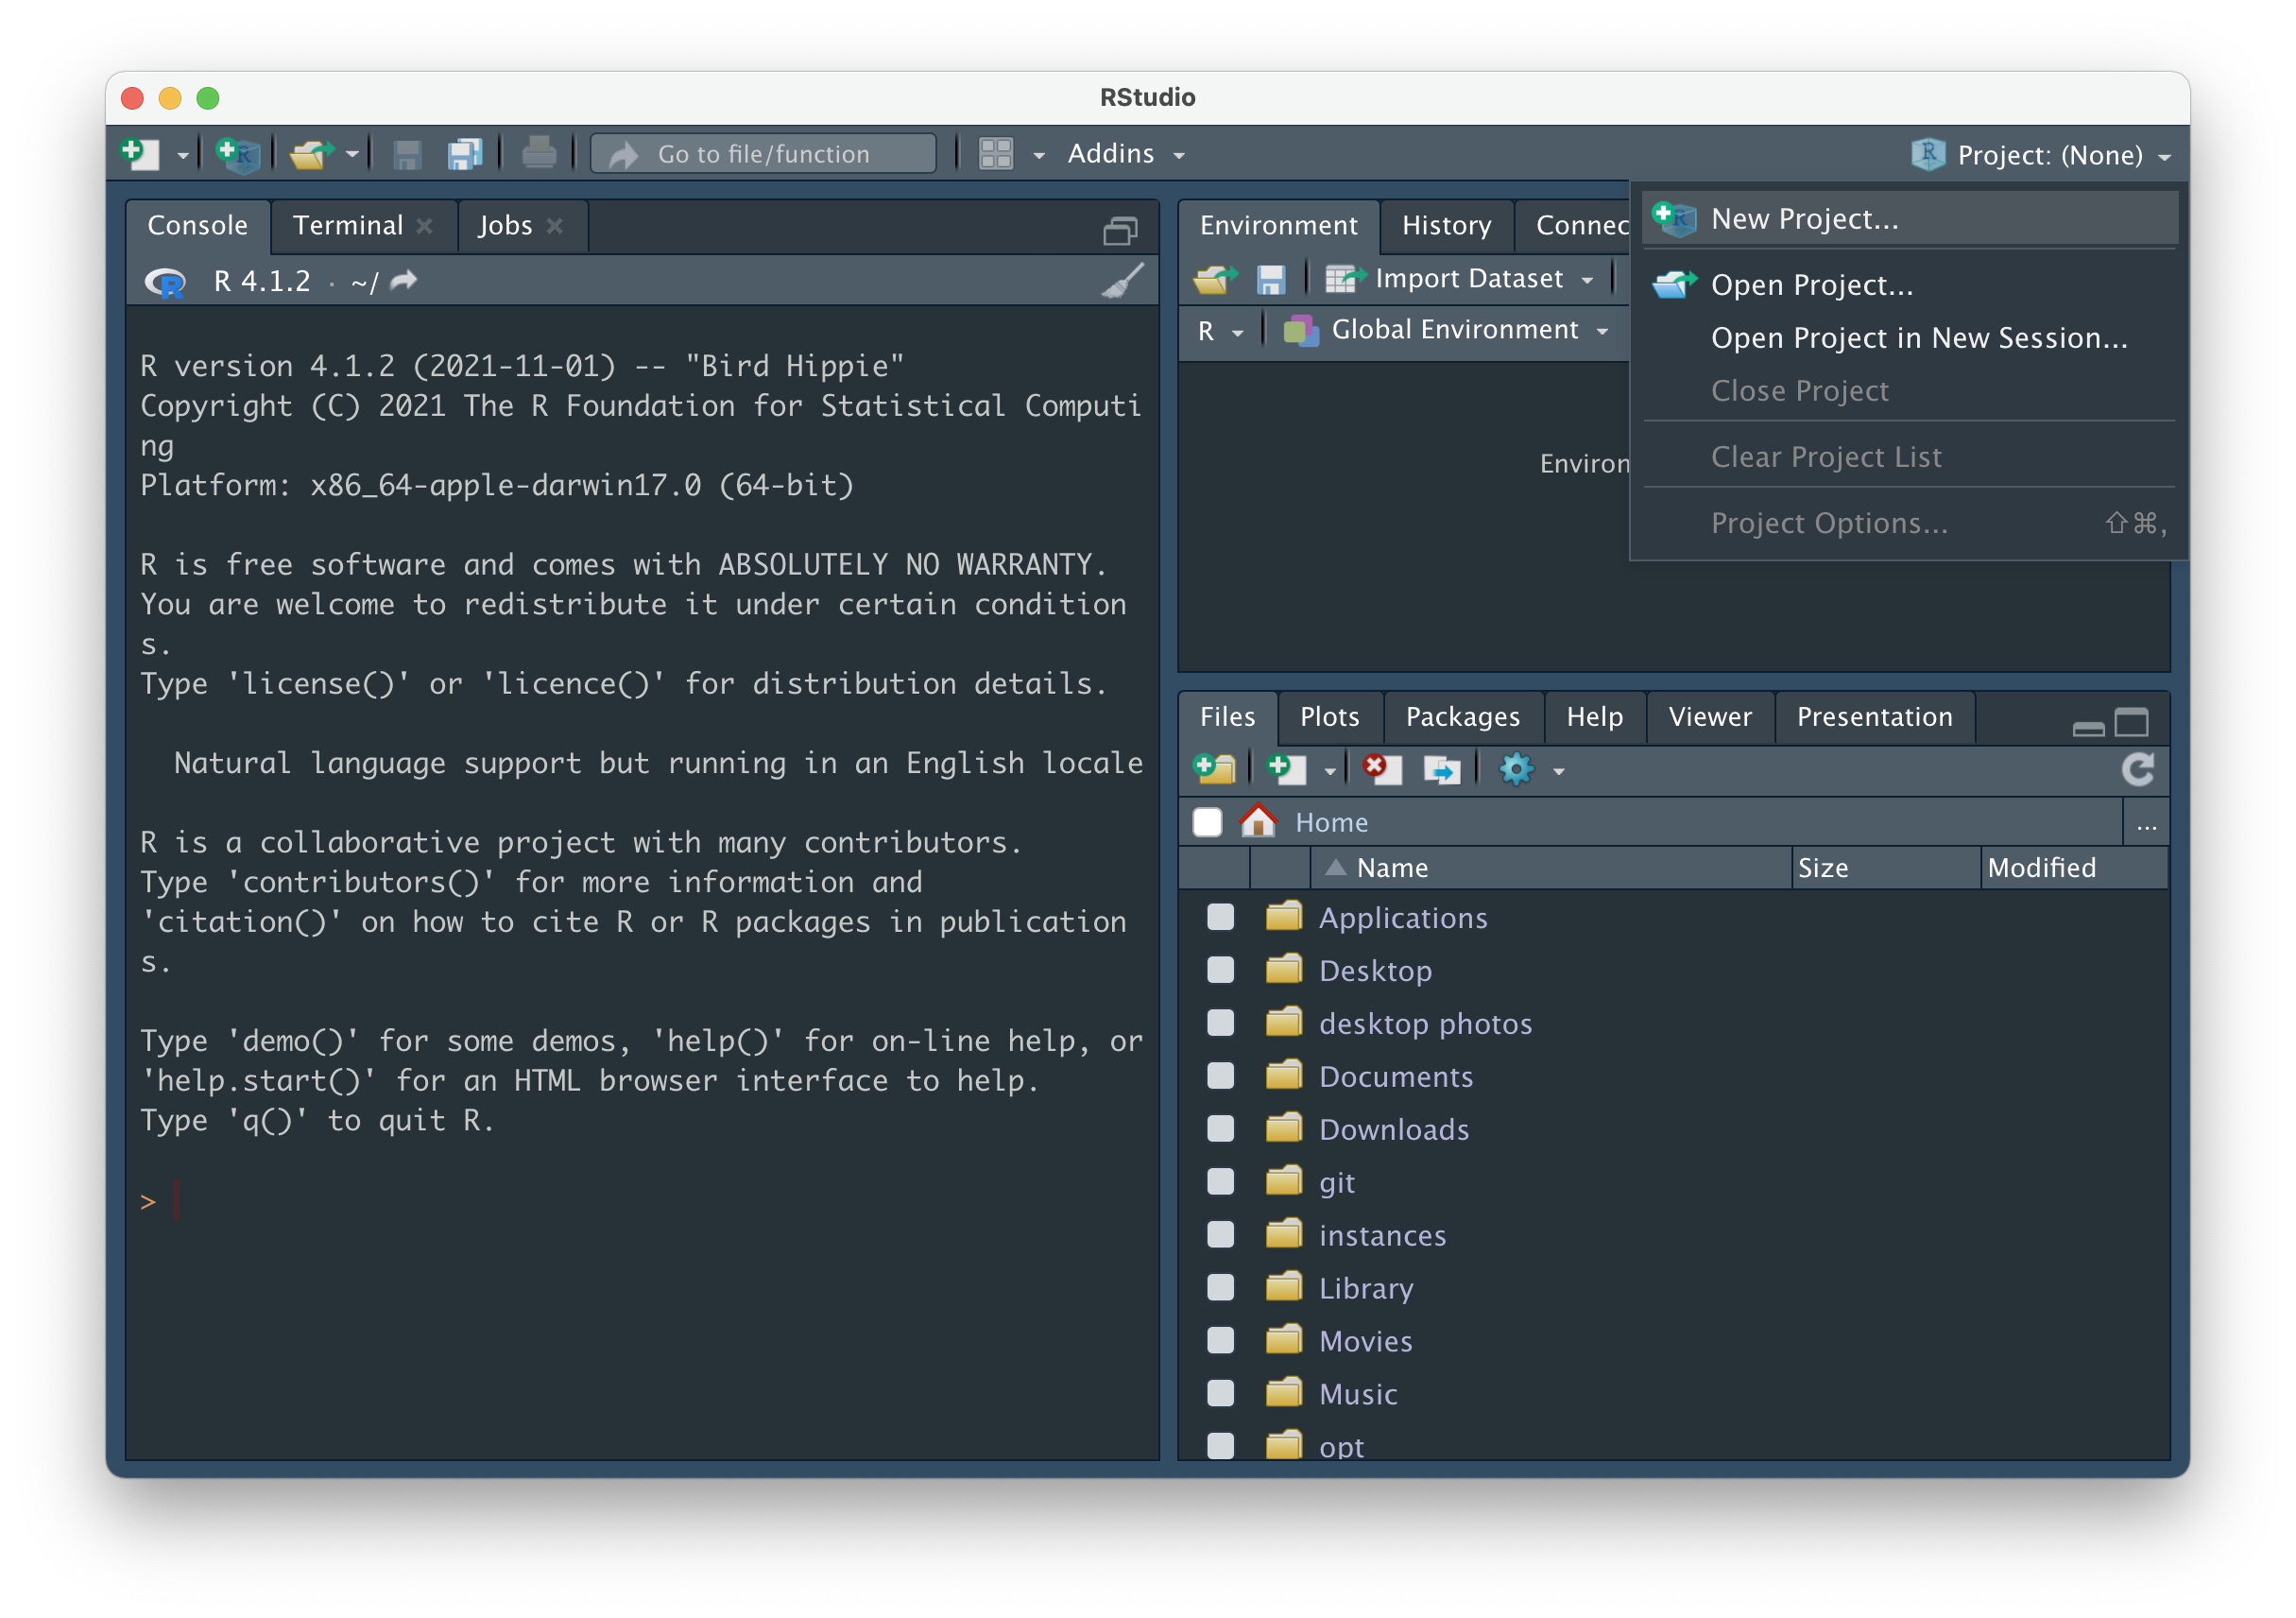 RStudio
Go to file/function
Addins
Project: (None)
New Project...
Open Project...
Open Project in New Session...
Close Project
Clear Project List
Project Options... ⇧⌘,
Console Terminal Jobs
R 4.1.2 · ~/
R version 4.1.2 (2021-11-01) -- "Bird Hippie"
Copyright (C) 2021 The R Foundation for Statistical Computi
ng
Platform: x86_64-apple-darwin17.0 (64-bit)
R is free software and comes with ABSOLUTELY NO WARRANTY.
You are welcome to redistribute it under certain condition
s.
Type 'license()' or 'licence()' for distribution details.
Natural language support but running in an English locale
R is a collaborative project with many contributors.
Type 'contributors()' for more information and
'citation()' on how to cite R or R packages in publication
s.
Type 'demo()' for some demos, 'help()' for on-line help, or
'help.start()' for an HTML browser interface to help.
Type 'q()' to quit R.
>
Environment History Connec
Import Dataset
R Global Environment
Environ
Files Plots Packages Help Viewer Presentation
Home ...
Name Size Modified
Applications
Desktop
desktop photos
Documents
Downloads
git
instances
Library
Movies
Music
opt